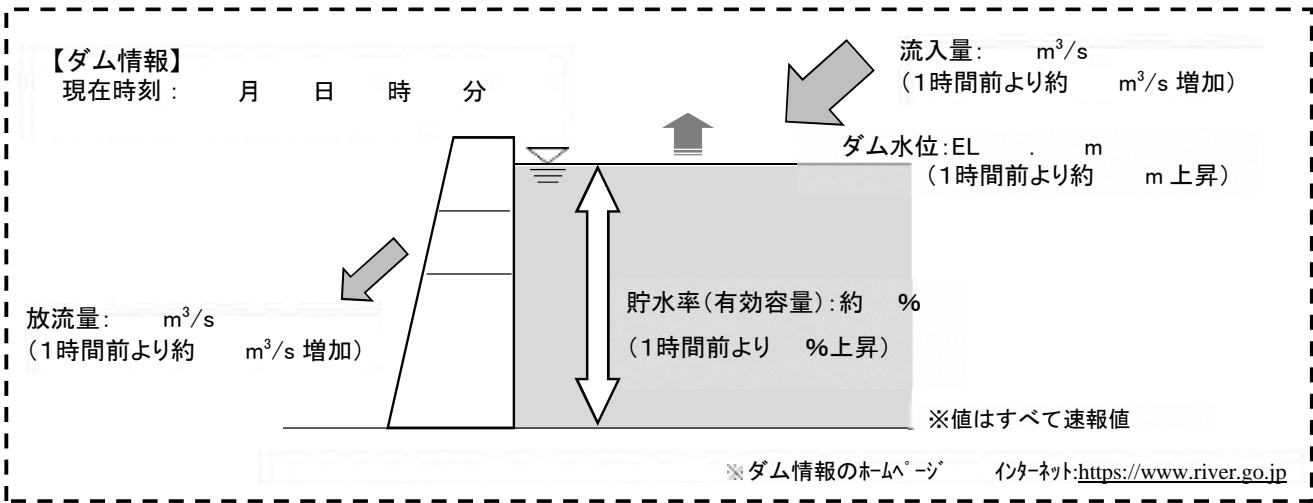 【ダム情報】
現在時刻： 月 日 時 分
流入量： m³/s
（1時間前より約 m³/s 増加）
ダム水位：EL . m
（1時間前より約 m 上昇）
放流量： m³/s
（1時間前より約 m³/s 増加）
貯水率（有効容量）：約 %
（1時間前より %上昇）
※値はすべて速報値
※ダム情報のﾎｰﾑﾍﾟｰｼﾞ ｲﾝﾀｰﾈｯﾄ:https://www.river.go.jp